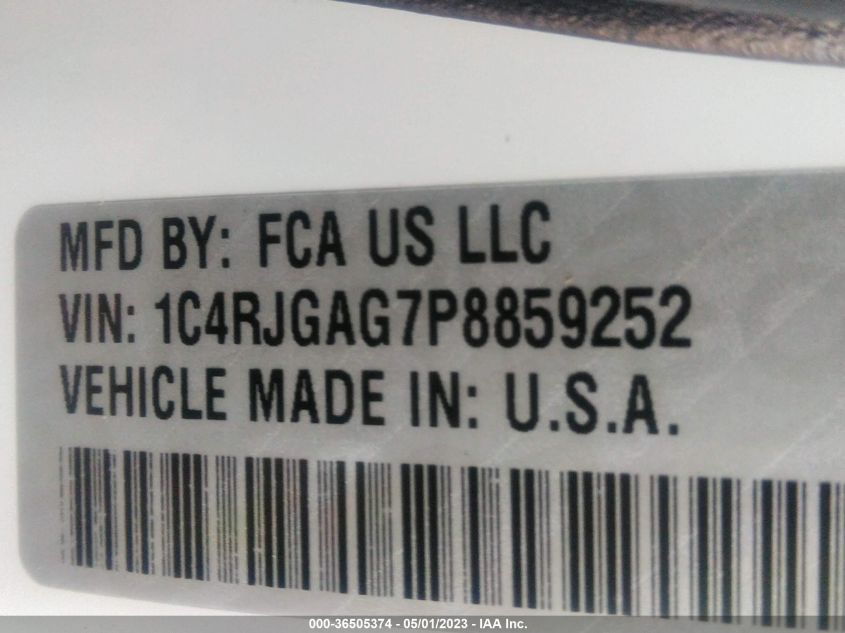 MFD BY: FCA US LLC
VIN: 1C4RJGAG7P8859252
VEHICLE MADE IN: U.S.A.
000-36505374 - 05/01/2023 - IAA Inc.